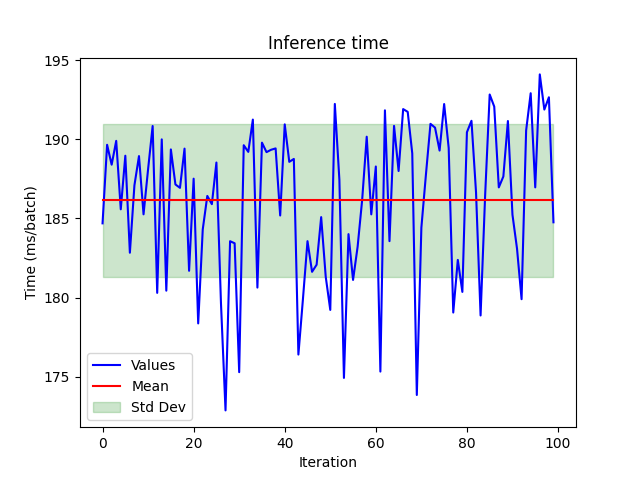 Inference time
Time (ms/batch)
195
190
185
180
175
Values
Mean
Std Dev
0 20 40 60 80 100
Iteration